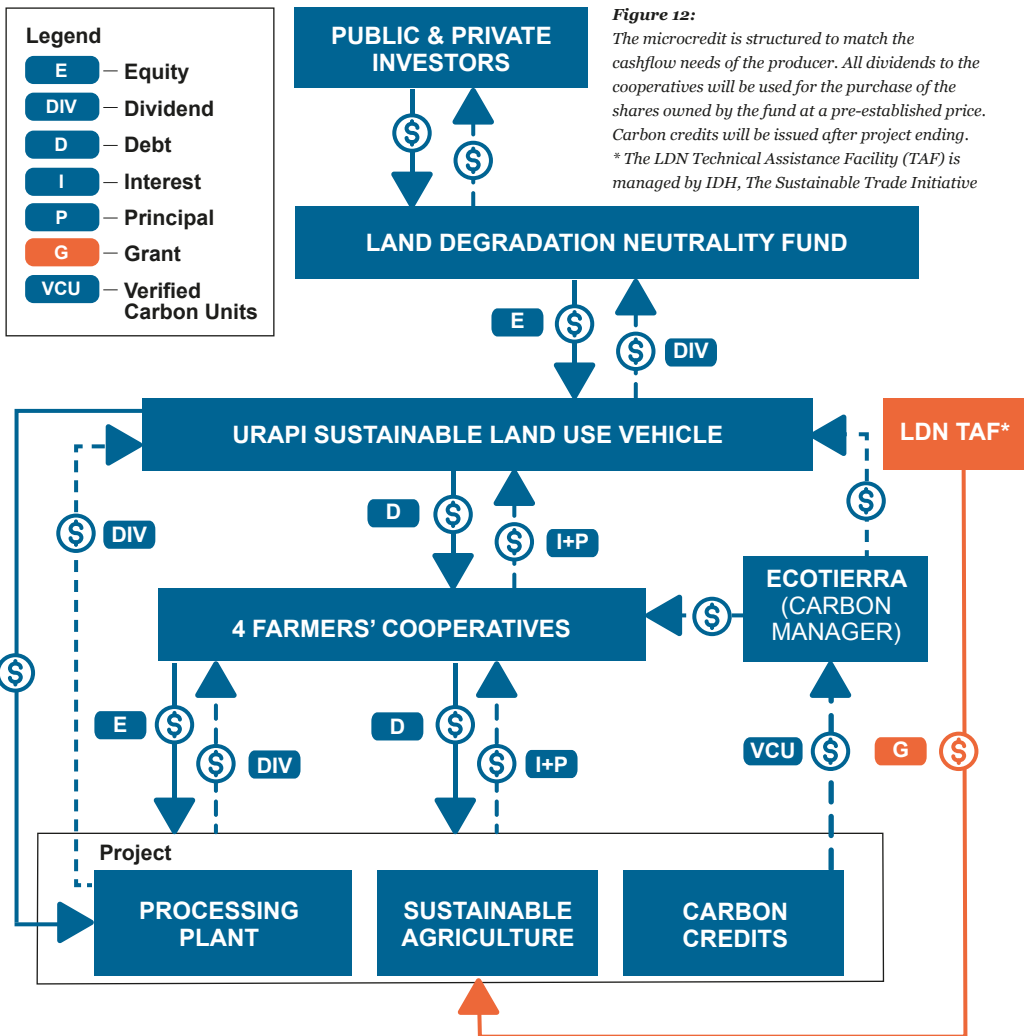 Legend
E – Equity
DIV – Dividend
D – Debt
I – Interest
P – Principal
G – Grant
VCU – Verified
Carbon Units
PUBLIC & PRIVATE
INVESTORS
Figure 12:
The microcredit is structured to match the
cashflow needs of the producer. All dividends to the
cooperatives will be used for the purchase of the
shares owned by the fund at a pre-established price.
Carbon credits will be issued after project ending.
* The LDN Technical Assistance Facility (TAF) is
managed by IDH, The Sustainable Trade Initiative
$
$
LAND DEGRADATION NEUTRALITY FUND
E $
$ DIV
URAPI SUSTAINABLE LAND USE VEHICLE
LDN TAF*
D $
$ I+P
$ DIV
$
ECOTIERRA
(CARBON
MANAGER)
4 FARMERS' COOPERATIVES
$
$
E $
$ DIV
D $
$ I+P
VCU $
G $
Project
PROCESSING
PLANT
SUSTAINABLE
AGRICULTURE
CARBON
CREDITS